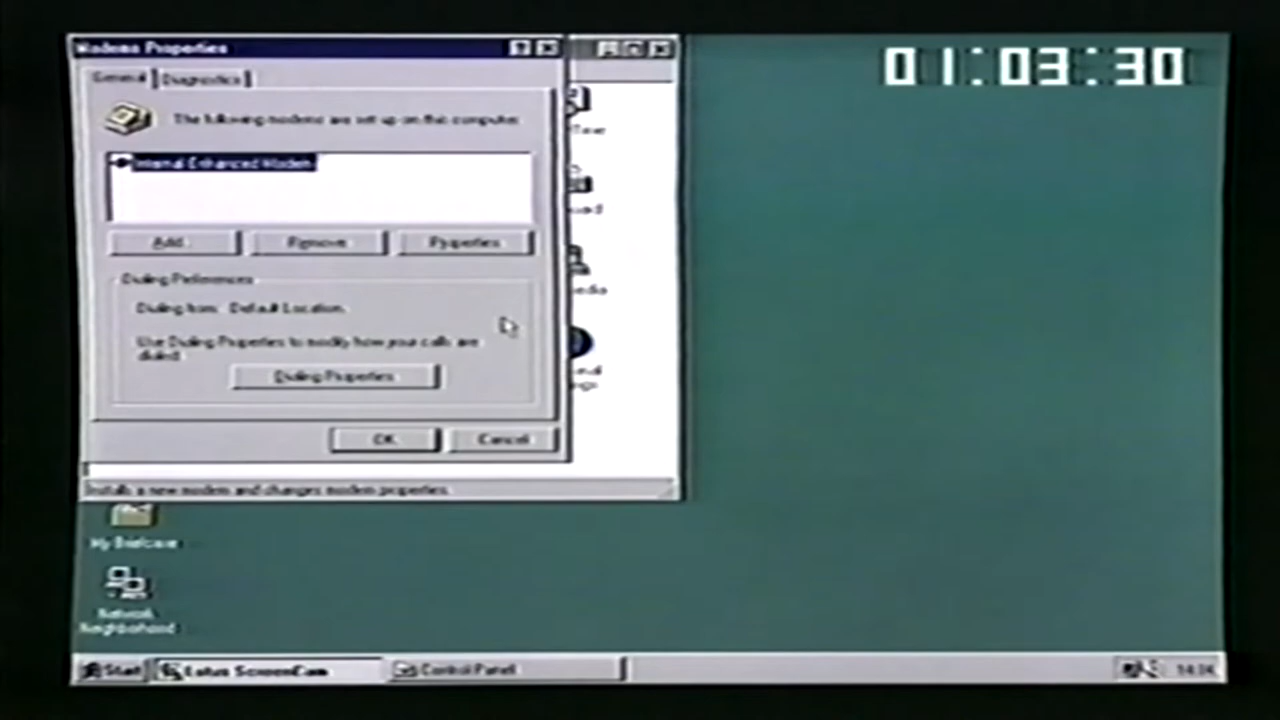 Modems Properties
01:03:30
General
Diagnostics
The following modems are set up on this computer
Internal Enhanced Modem
Add
Remove
Properties
Dialing Preferences
Dialing from: Default Location.
Use Dialing Properties to modify how your calls are
dialed.
Dialing Properties
OK
Cancel
Installs a new modem and changes modem properties.
My Briefcase
Network
Neighborhood
Start
Lotus ScreenCam
Control Panel